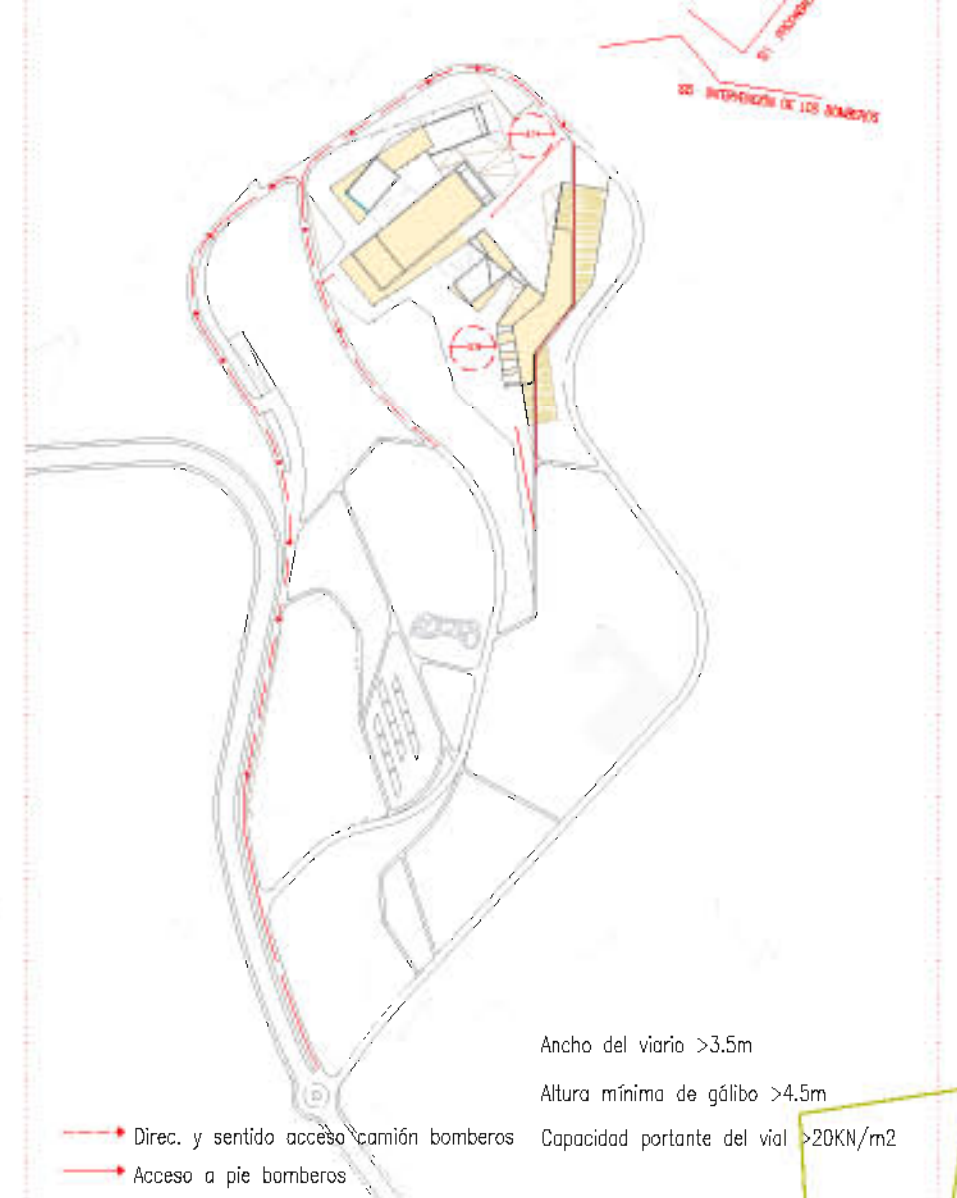 SI5 INTERVENCIÓN DE LOS BOMBEROS
Ancho del viario >3.5m
Altura mínima de gálibo >4.5m
Direc. y sentido acceso camión bomberos
Capacidad portante del vial >20KN/m2
Acceso a pie bomberos